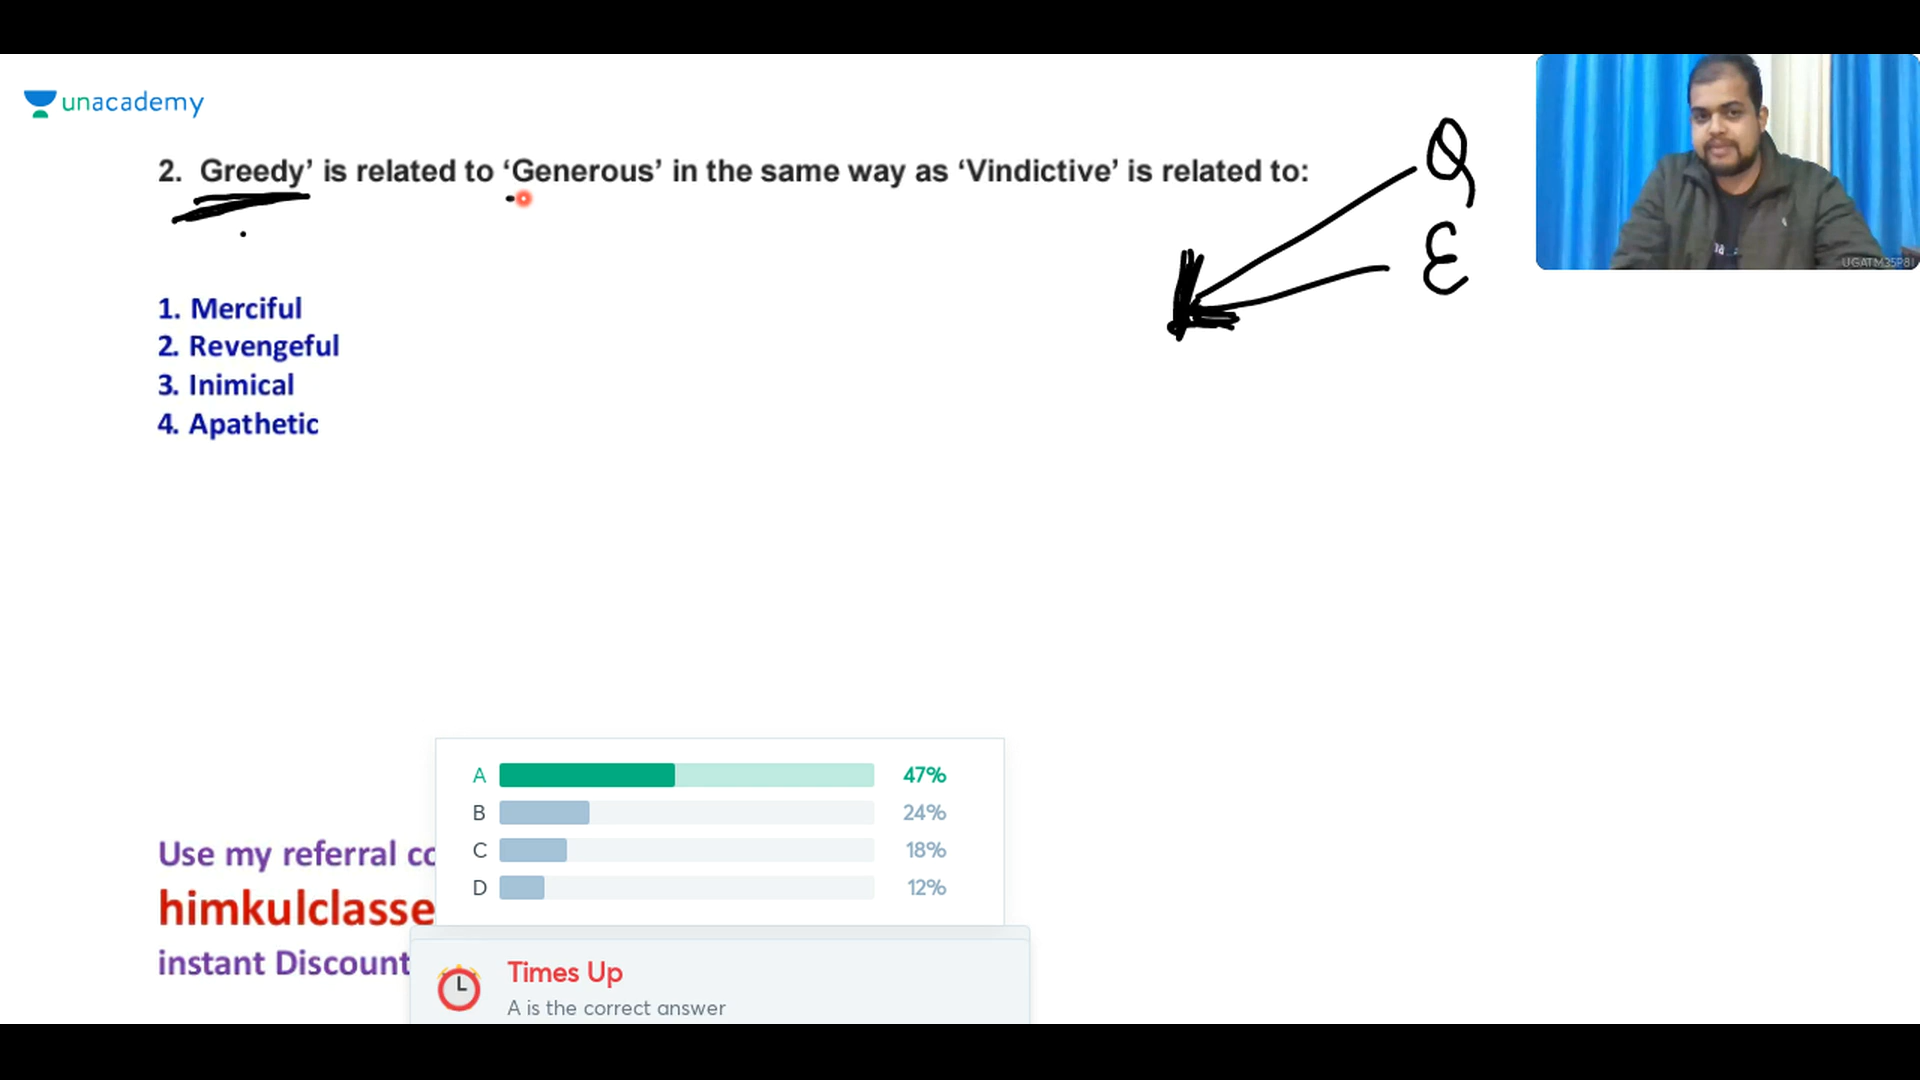 unacademy
2. Greedy’ is related to ‘Generous’ in the same way as ‘Vindictive’ is related to:
Q
E
UGATM35P8I
1. Merciful
2. Revengeful
3. Inimical
4. Apathetic
A 47%
B 24%
C 18%
D 12%
Use my referral co
himkulclasse
instant Discount
Times Up
A is the correct answer